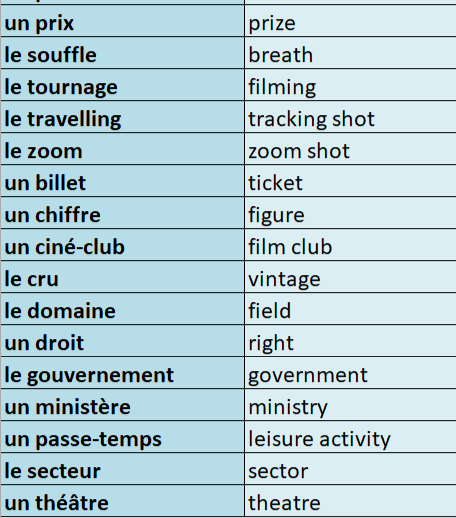 un prix prize
le souffle breath
le tournage filming
le travelling tracking shot
le zoom zoom shot
un billet ticket
un chiffre figure
un ciné-club film club
le cru vintage
le domaine field
un droit right
le gouvernement government
un ministère ministry
un passe-temps leisure activity
le secteur sector
un théâtre theatre